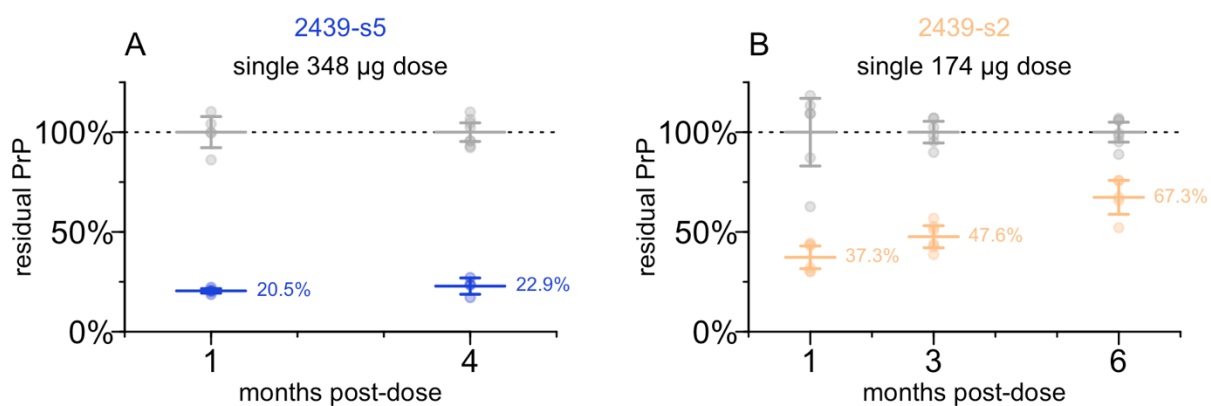 A
2439-s5
single 348 µg dose
residual PrP
100%
50%
0%
20.5%
22.9%
1
4
months post-dose
B
2439-s2
single 174 µg dose
residual PrP
100%
50%
0%
37.3%
47.6%
67.3%
1
3
6
months post-dose